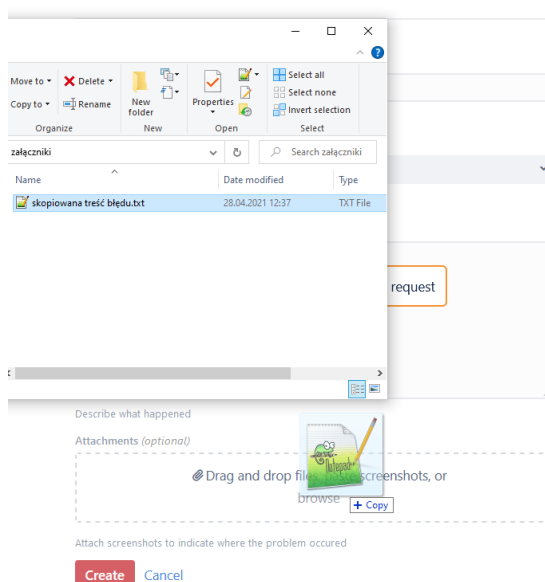 Move to
Delete
Copy to
Rename
New
folder
Properties
Select all
Select none
Invert selection
Organize
New
Open
Select
załączniki
Search załączniki
Name
Date modified
Type
skopiowana treść błędu.txt
28.04.2021 12:37
TXT File
request
Describe what happened
Attachments (optional)
Drag and drop files, paste screenshots, or
browse
+ Copy
Attach screenshots to indicate where the problem occured
Create
Cancel